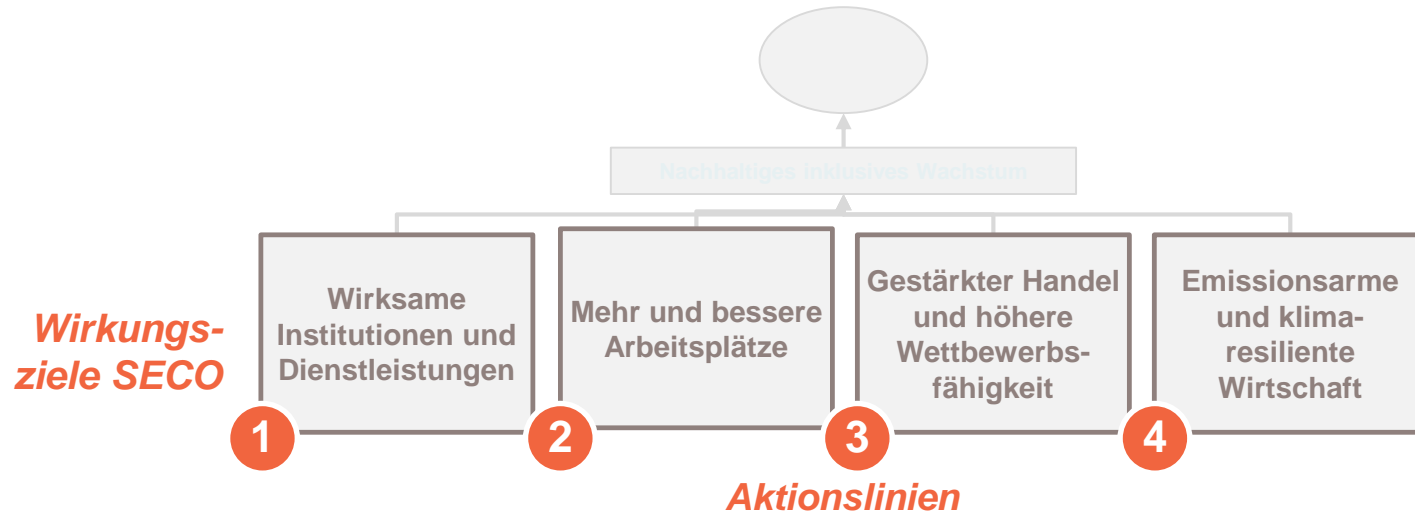 Nachhaltiges inklusives Wachstum
Wirkungs-
ziele SECO
Wirksame
Institutionen und
Dienstleistungen
1
Mehr und bessere
Arbeitsplätze
2
Gestärkter Handel
und höhere
Wettbewerbs-
fähigkeit
3
Emissionsarme
und klima-
resiliente
Wirtschaft
4
Aktionslinien